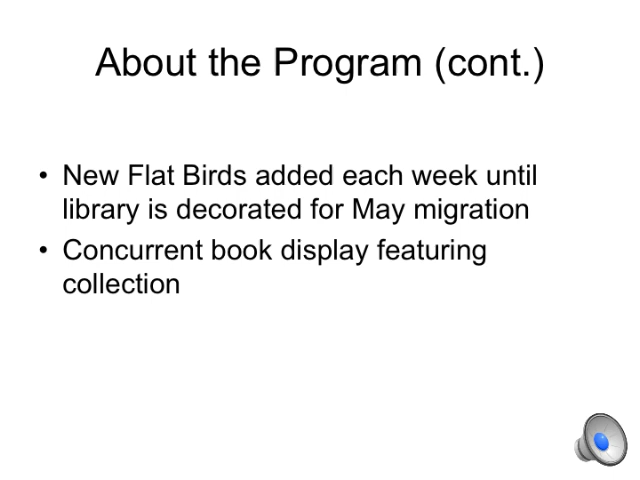 About the Program (cont.)
• New Flat Birds added each week until
library is decorated for May migration
• Concurrent book display featuring
collection